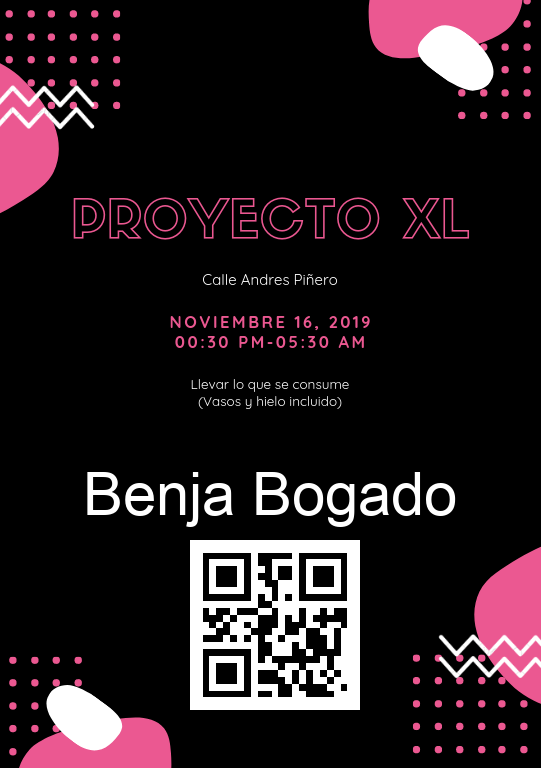 PROYECTO XL
Calle Andres Piñero
NOVIEMBRE 16, 2019
00:30 PM-05:30 AM
Llevar lo que se consume
(Vasos y hielo incluido)
Benja Bogado